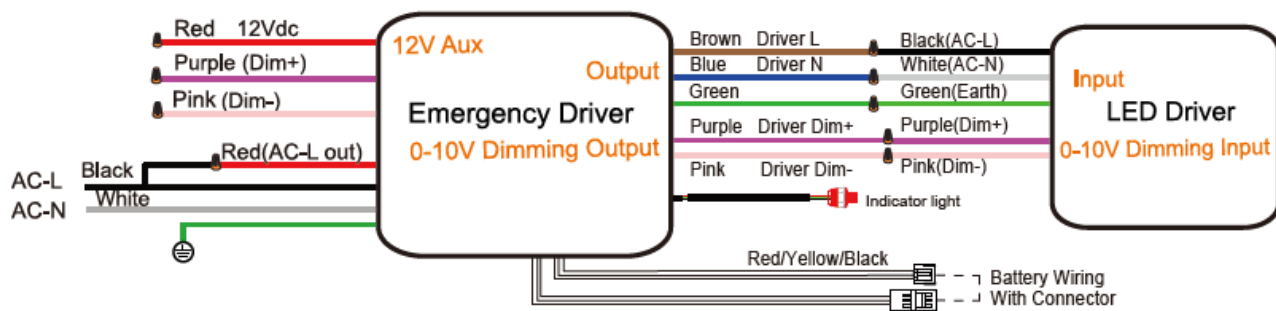 Red 12Vdc
Purple (Dim+)
Pink (Dim-)
Red(AC-L out)
Black
AC-L
White
AC-N
12V Aux
Output
Emergency Driver
0-10V Dimming Output
Brown Driver L
Blue Driver N
Green
Purple Driver Dim+
Pink Driver Dim-
Black(AC-L)
White(AC-N)
Green(Earth)
Purple(Dim+)
Pink(Dim-)
Indicator light
Input
LED Driver
0-10V Dimming Input
Red/Yellow/Black
Battery Wiring
With Connector